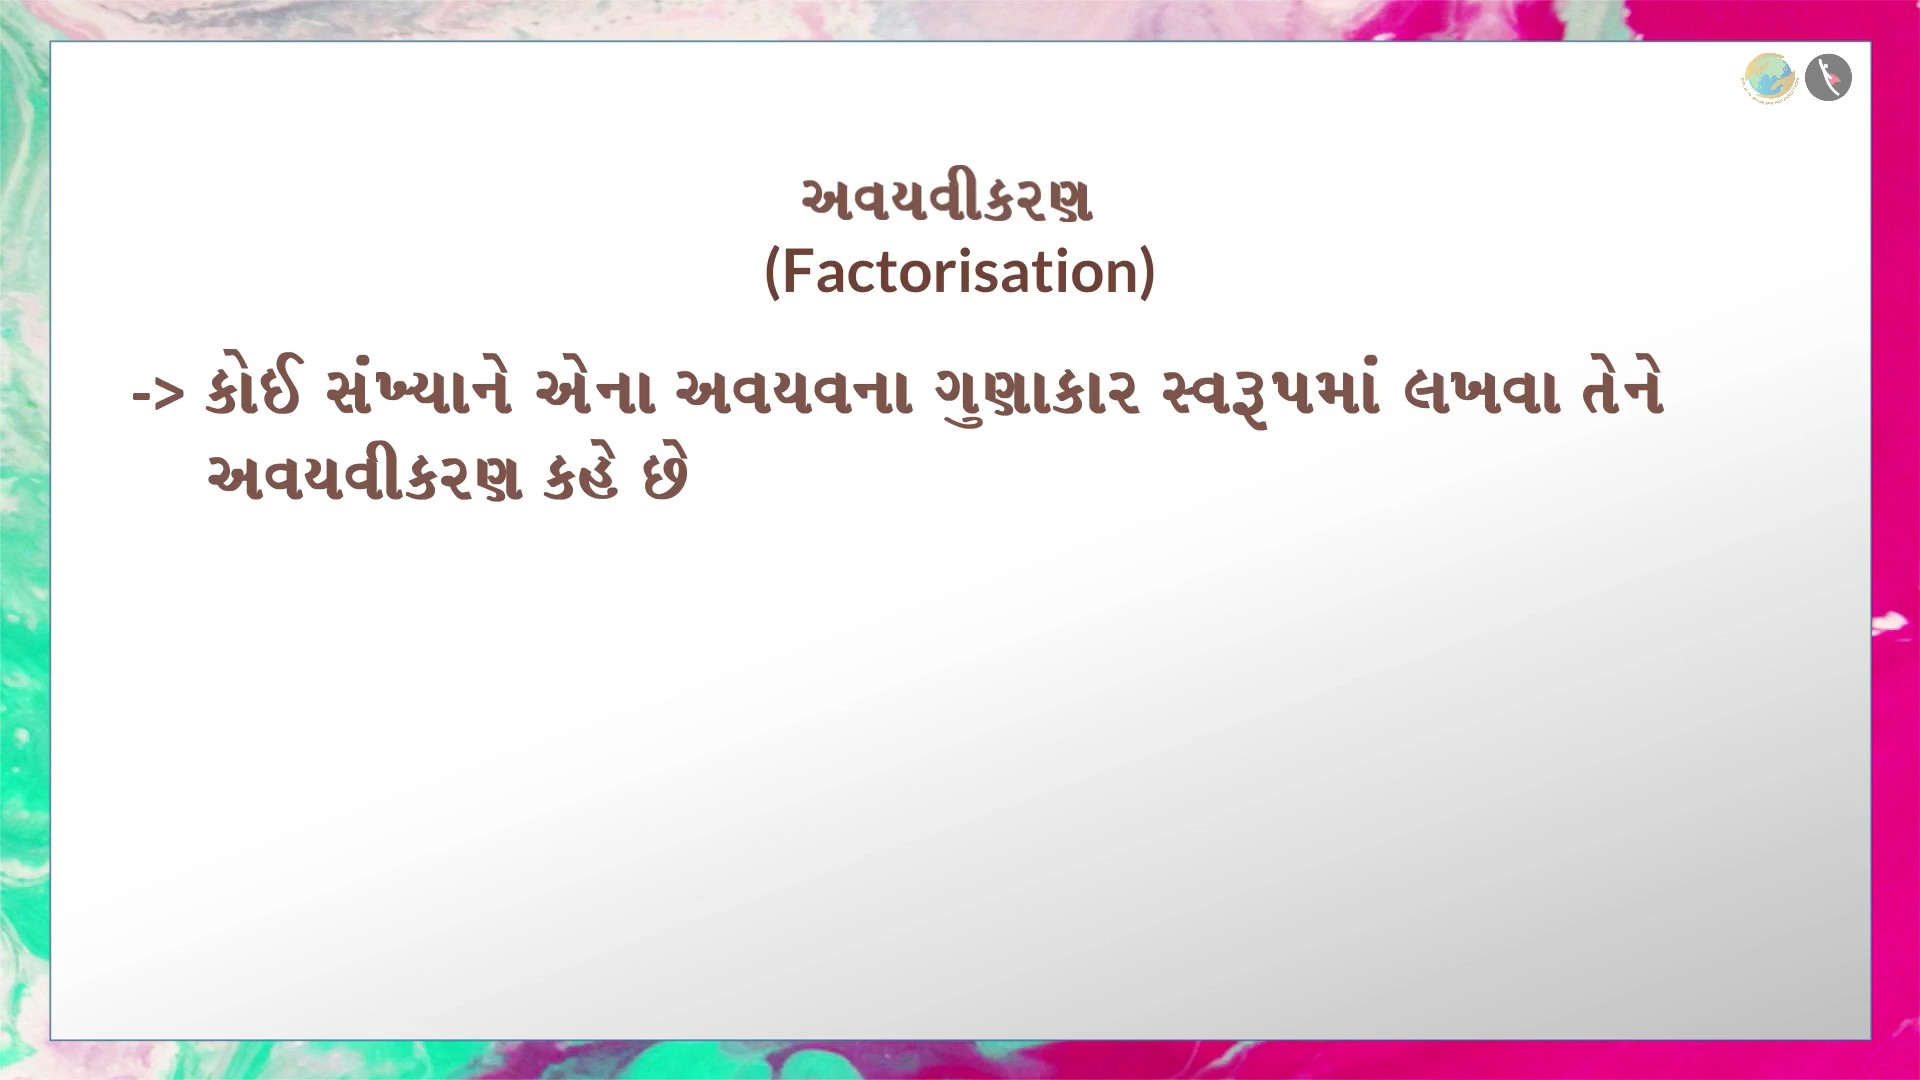 અવયવીકરણ
(Factorisation)
-> કોઈ સંખ્યાને એના અવયવના ગુણાકાર સ્વરૂપમાં લખવા તેને
અવયવીકરણ કહે છે